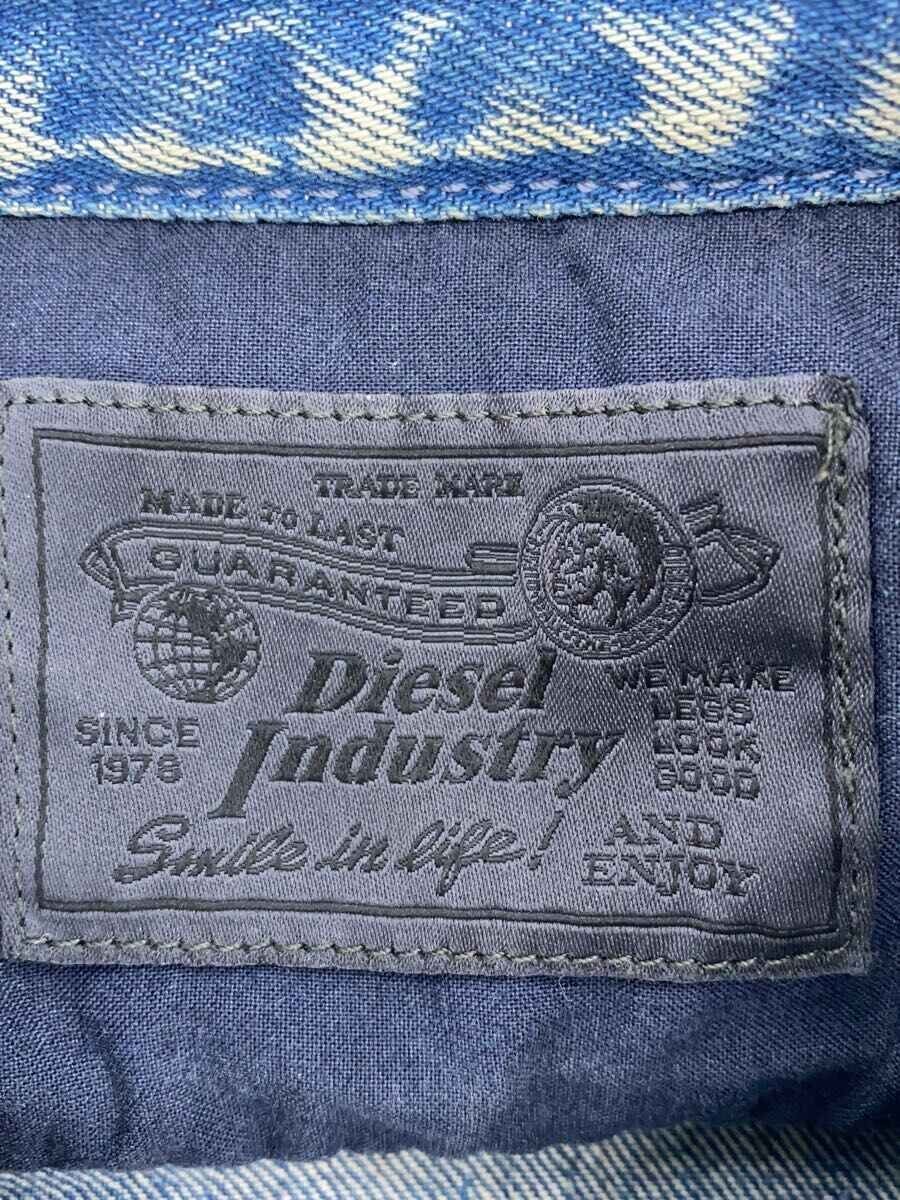 TRADE MARK
MADE TO LAST
GUARANTEED
Diesel
Industry
SINCE
1978
WE MAKE
LEGS
LOOK
GOOD
Smile in life!
AND
ENJOY